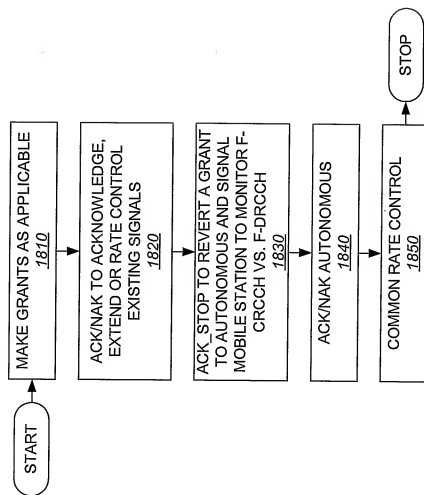 START
MAKE GRANTS AS APPLICABLE
1810
ACK/NAK TO ACKNOWLEDGE,
EXTEND OR RATE CONTROL
EXISTING SIGNALS
1820
ACK_STOP TO REVERT A GRANT
TO AUTONOMOUS AND SIGNAL
MOBILE STATION TO MONITOR F-
CRCCH VS. F-DRCCH
1830
ACK/NAK AUTONOMOUS
1840
COMMON RATE CONTROL
1850
STOP